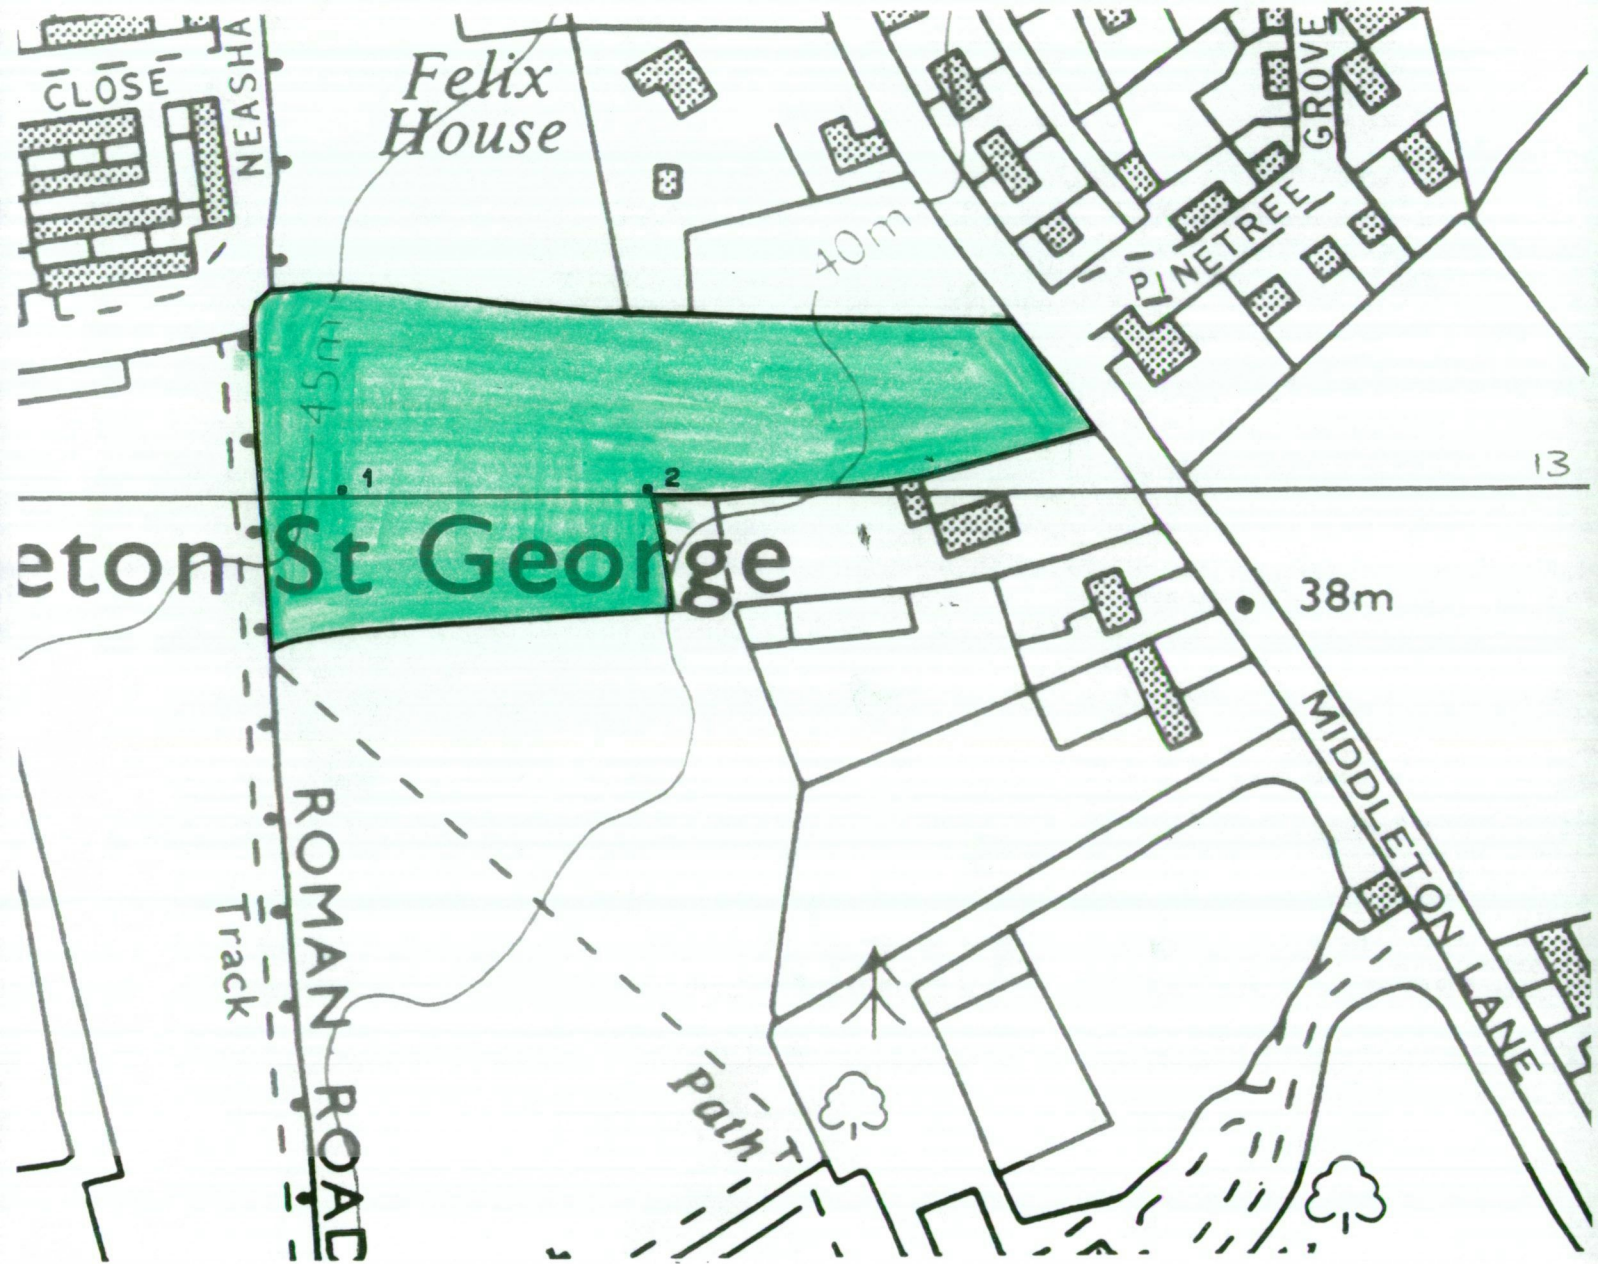 CLOSE
NEASHA
Felix
House
GROVE
PINETREE
40m
45m
1
2
13
eton St George
38m
MIDDLETON LANE
ROMAN ROAD
Track
Path